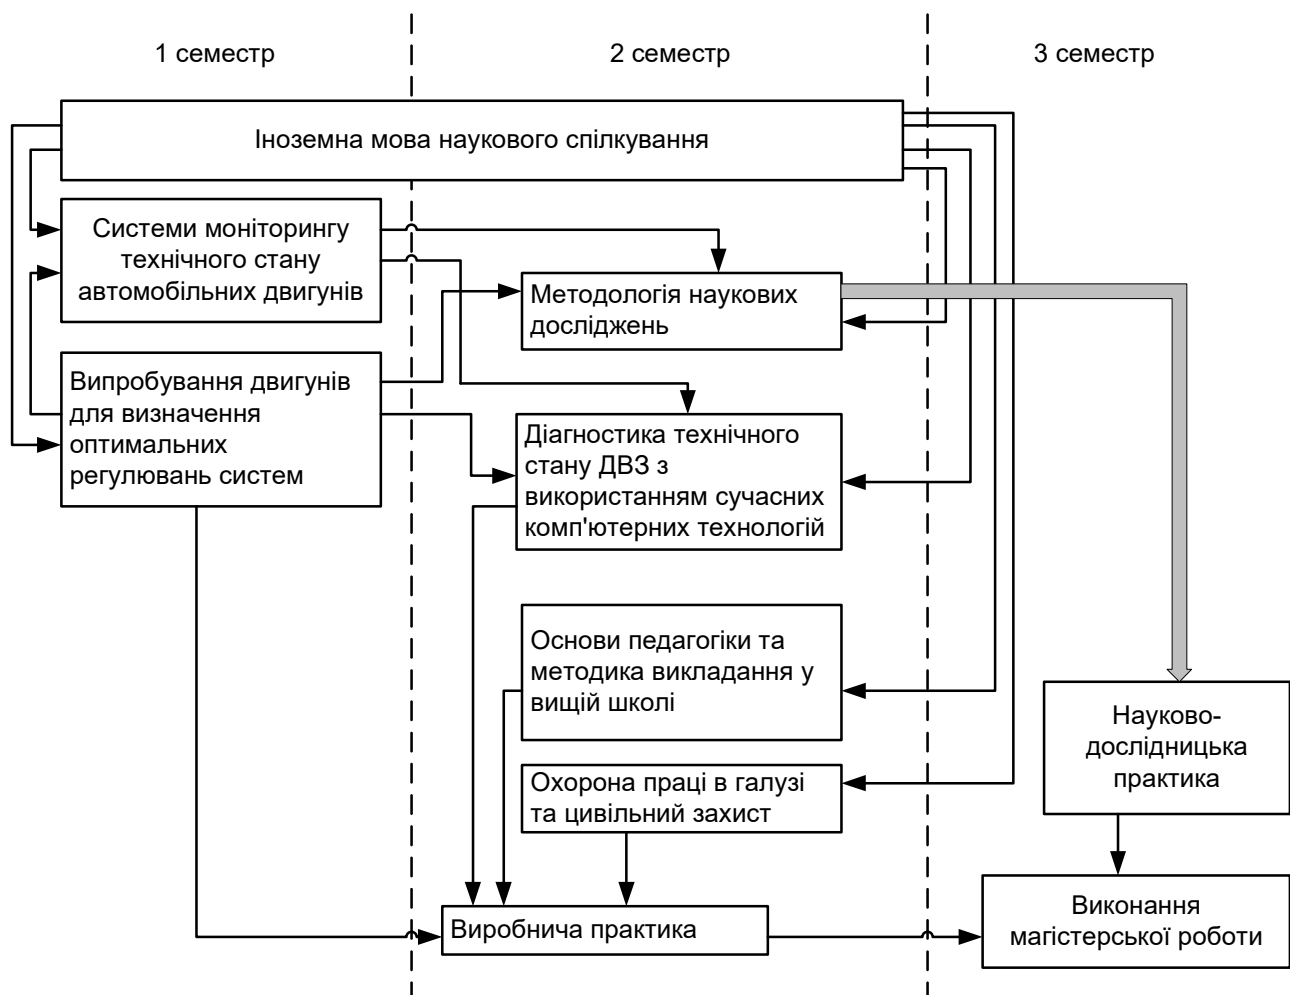 1 семестр
2 семестр
3 семестр
Іноземна мова наукового спілкування
Системи моніторингу
технічного стану
автомобільних двигунів
Методологія наукових
досліджень
Випробування двигунів
для визначення
оптимальних
регулювань систем
Діагностика технічного
стану ДВЗ з
використанням сучасних
комп'ютерних технологій
Основи педагогіки та
методика викладання у
вищій школі
Науково-
дослідницька
практика
Охорона праці в галузі
та цивільний захист
Виробнича практика
Виконання
магістерської роботи